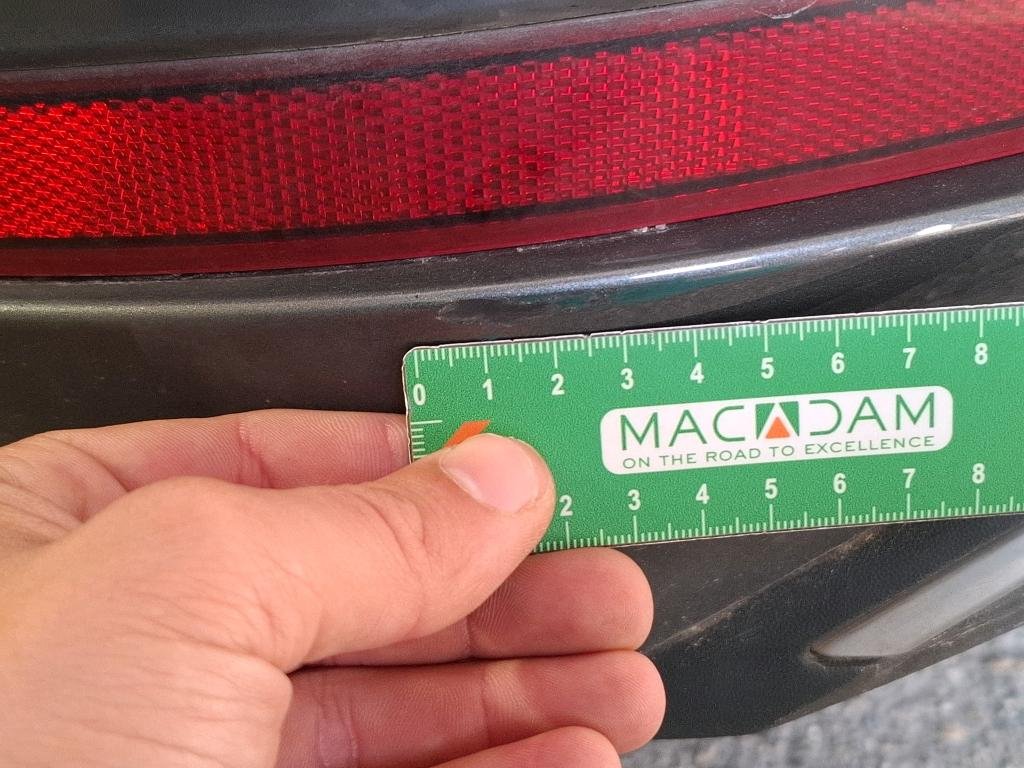 0 1 2 3 4 5 6 7 8
MACADAM
ON THE ROAD TO EXCELLENCE
2 3 4 5 6 7 8